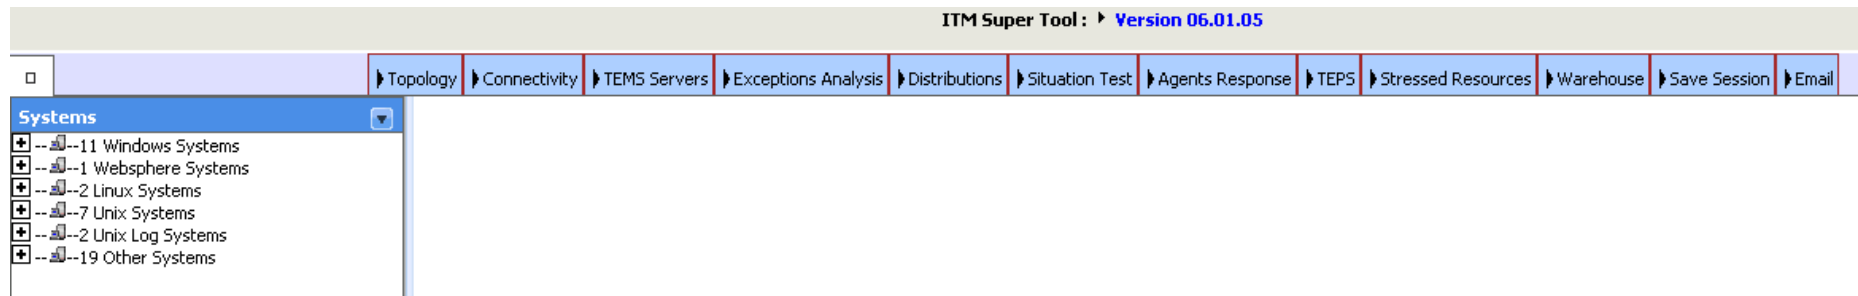 ITM Super Tool : Version 06.01.05
Topology Connectivity TEMS Servers Exceptions Analysis Distributions Situation Test Agents Response TEPS Stressed Resources Warehouse Save Session Email
Systems
--11 Windows Systems
--1 Websphere Systems
--2 Linux Systems
--7 Unix Systems
--2 Unix Log Systems
--19 Other Systems